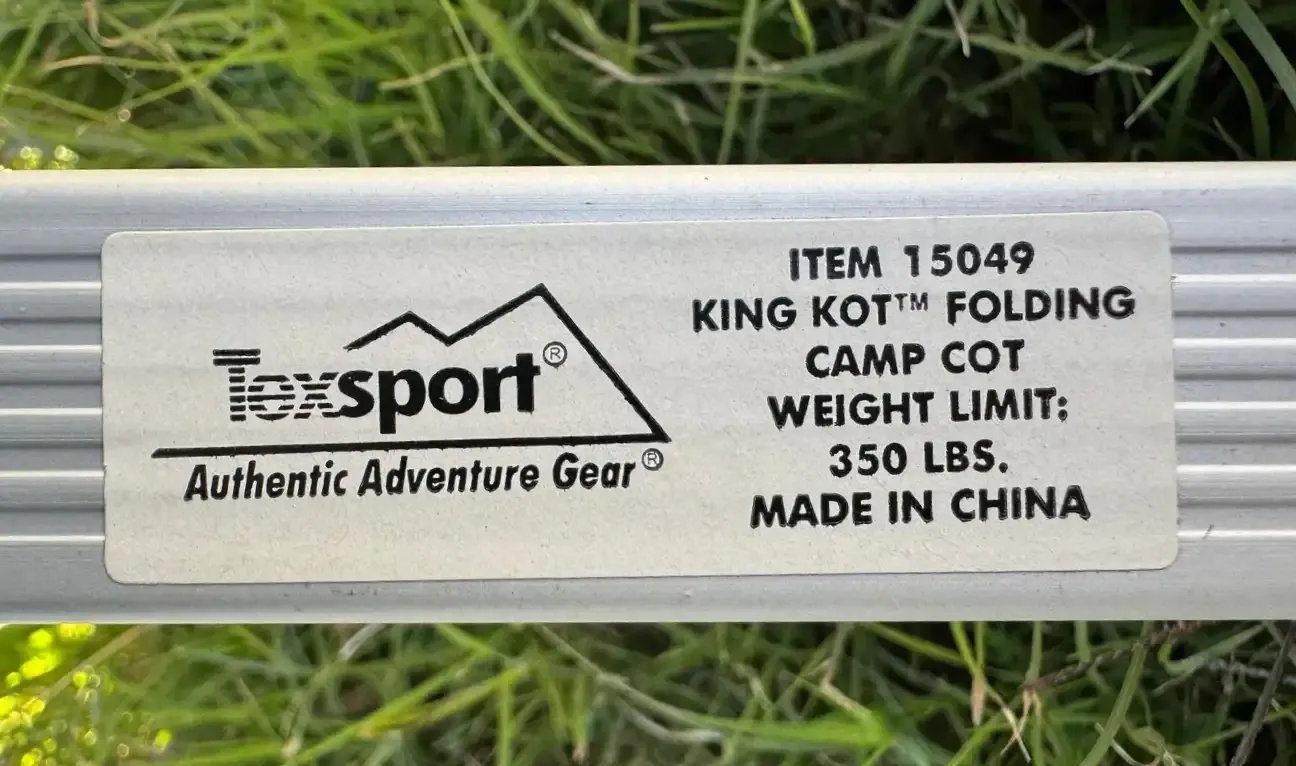 Texsport®
Authentic Adventure Gear®
ITEM 15049
KING KOT™ FOLDING
CAMP COT
WEIGHT LIMIT:
350 LBS.
MADE IN CHINA